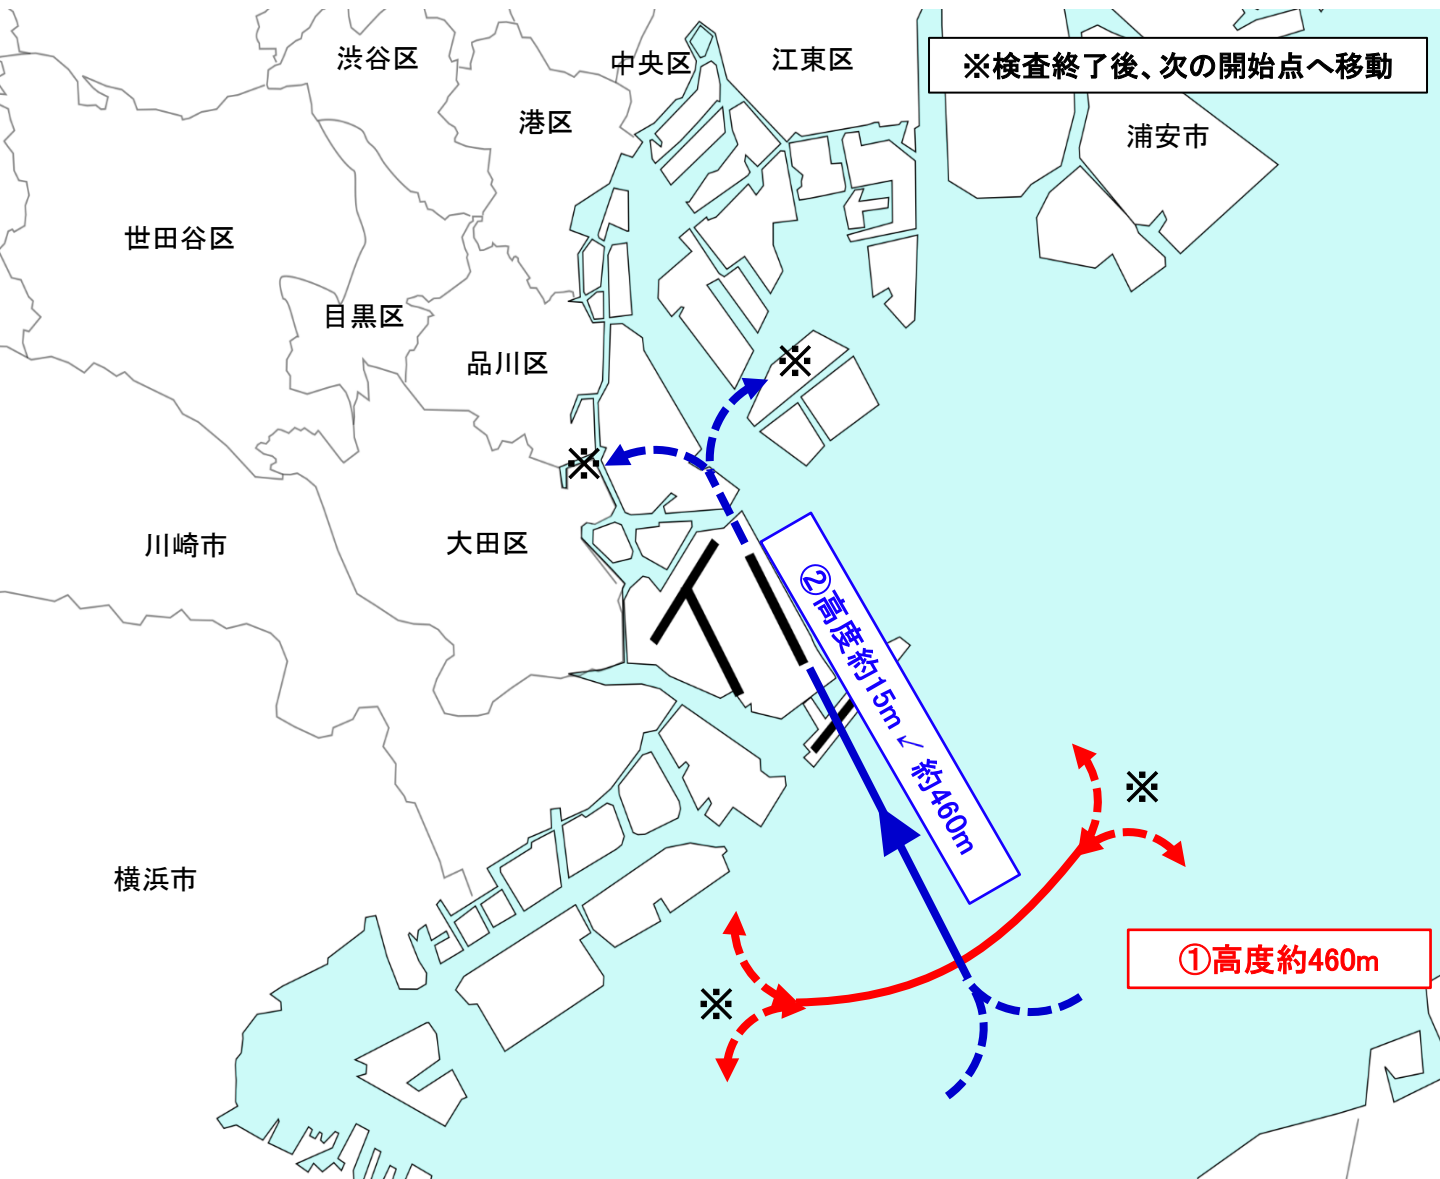 渋谷区
中央区
江東区
※検査終了後、次の開始点へ移動
港区
浦安市
世田谷区
目黒区
品川区
※
※
川崎市
大田区
②高度約15m ↙ 約460m
※
横浜市
①高度約460m
※